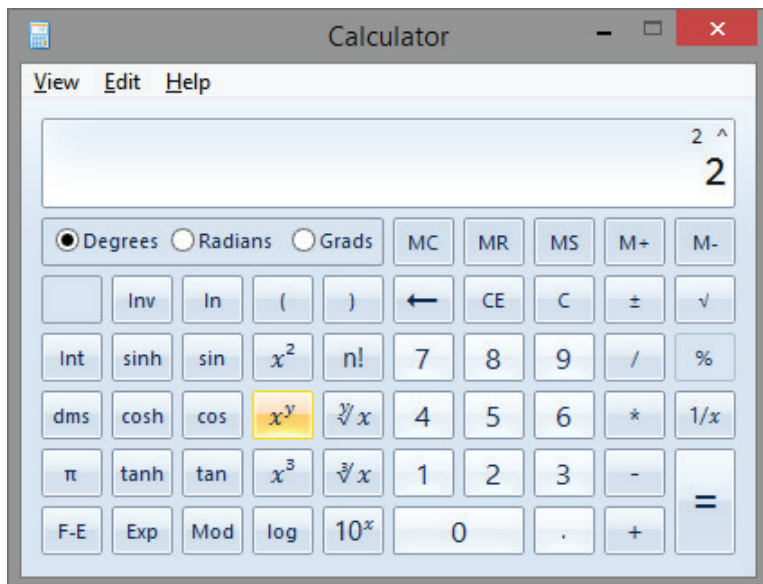 Calculator
View Edit Help
2 ^
2
Degrees Radians Grads MC MR MS M+ M-
Inv In ( ) ← CE C ± √
Int sinh sin x² n! 7 8 9 / %
dms cosh cos xʸ ʸ√x 4 5 6 * 1/x
π tanh tan x³ ³√x 1 2 3 - =
F-E Exp Mod log 10ˣ 0 . +